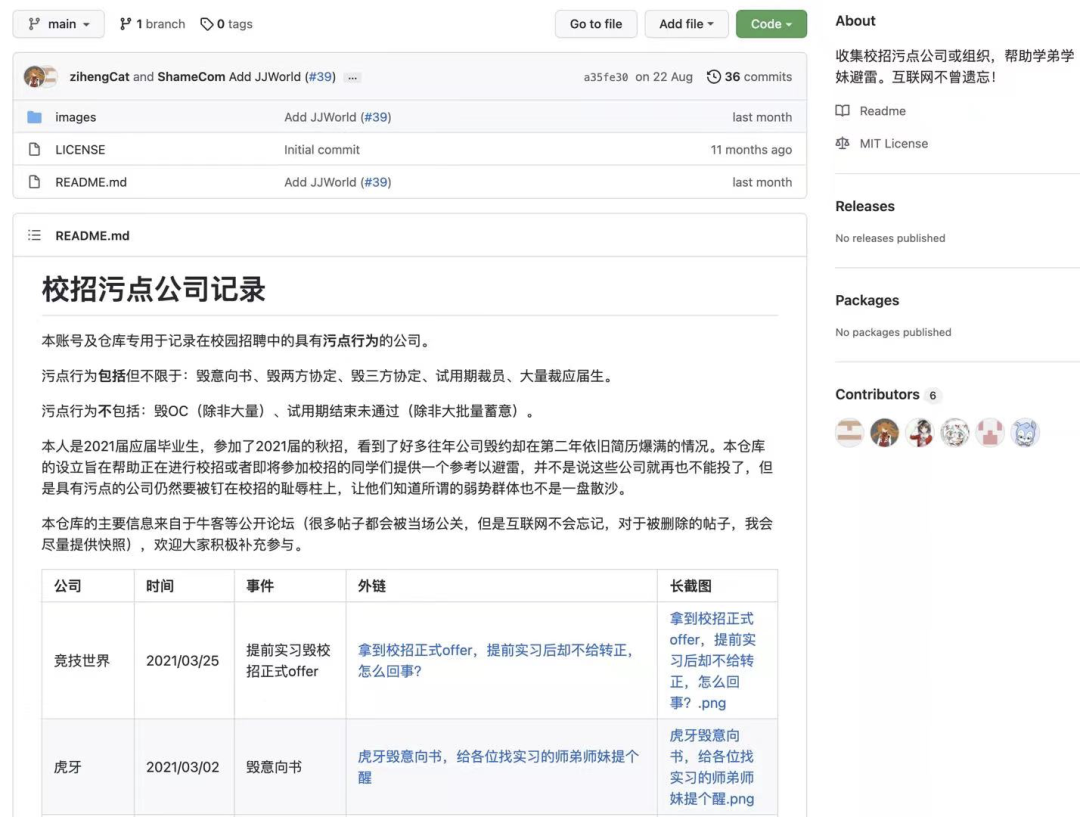 main
1 branch
0 tags
Go to file
Add file
Code
zihengCat and ShameCom Add JJWorld (#39) ...
a35fe30 on 22 Aug
36 commits
images
Add JJWorld (#39)
last month
LICENSE
Initial commit
11 months ago
README.md
Add JJWorld (#39)
last month
README.md
校招污点公司记录
本账号及仓库专用于记录在校园招聘中的具有污点行为的公司。
污点行为包括但不限于：毁意向书、毁两方协定、毁三方协定、试用期裁员、大量裁应届生。
污点行为不包括：毁OC（除非大量）、试用期结束未通过（除非大批量蓄意）。
本人是2021届应届毕业生，参加了2021届的秋招，看到了好多往年公司毁约却在第二年依旧简历爆满的情况。本仓库
的设立旨在帮助正在进行校招或者即将参加校招的同学们提供一个参考以避雷，并不是说这些公司就再也不能投了，但
是具有污点的公司仍然要被钉在校招的耻辱柱上，让他们知道所谓的弱势群体也不是一盘散沙。
本仓库的主要信息来自于牛客等公开论坛（很多帖子都会被当场公关，但是互联网不会忘记，对于被删除的帖子，我会
尽量提供快照），欢迎大家积极补充参与。
公司
时间
事件
外链
长截图
竞技世界
2021/03/25
提前实习毁校
招正式offer
拿到校招正式offer，提前实习后却不给转正，
怎么回事？
拿到校招正式
offer，提前实
习后却不给转
正，怎么回
事？.png
虎牙
2021/03/02
毁意向书
虎牙毁意向书，给各位找实习的师弟师妹提个
醒
虎牙毁意向
书，给各位找
实习的师弟师
妹提个醒.png
About
收集校招污点公司或组织，帮助学弟学
妹避雷。互联网不曾遗忘！
Readme
MIT License
Releases
No releases published
Packages
No packages published
Contributors 6